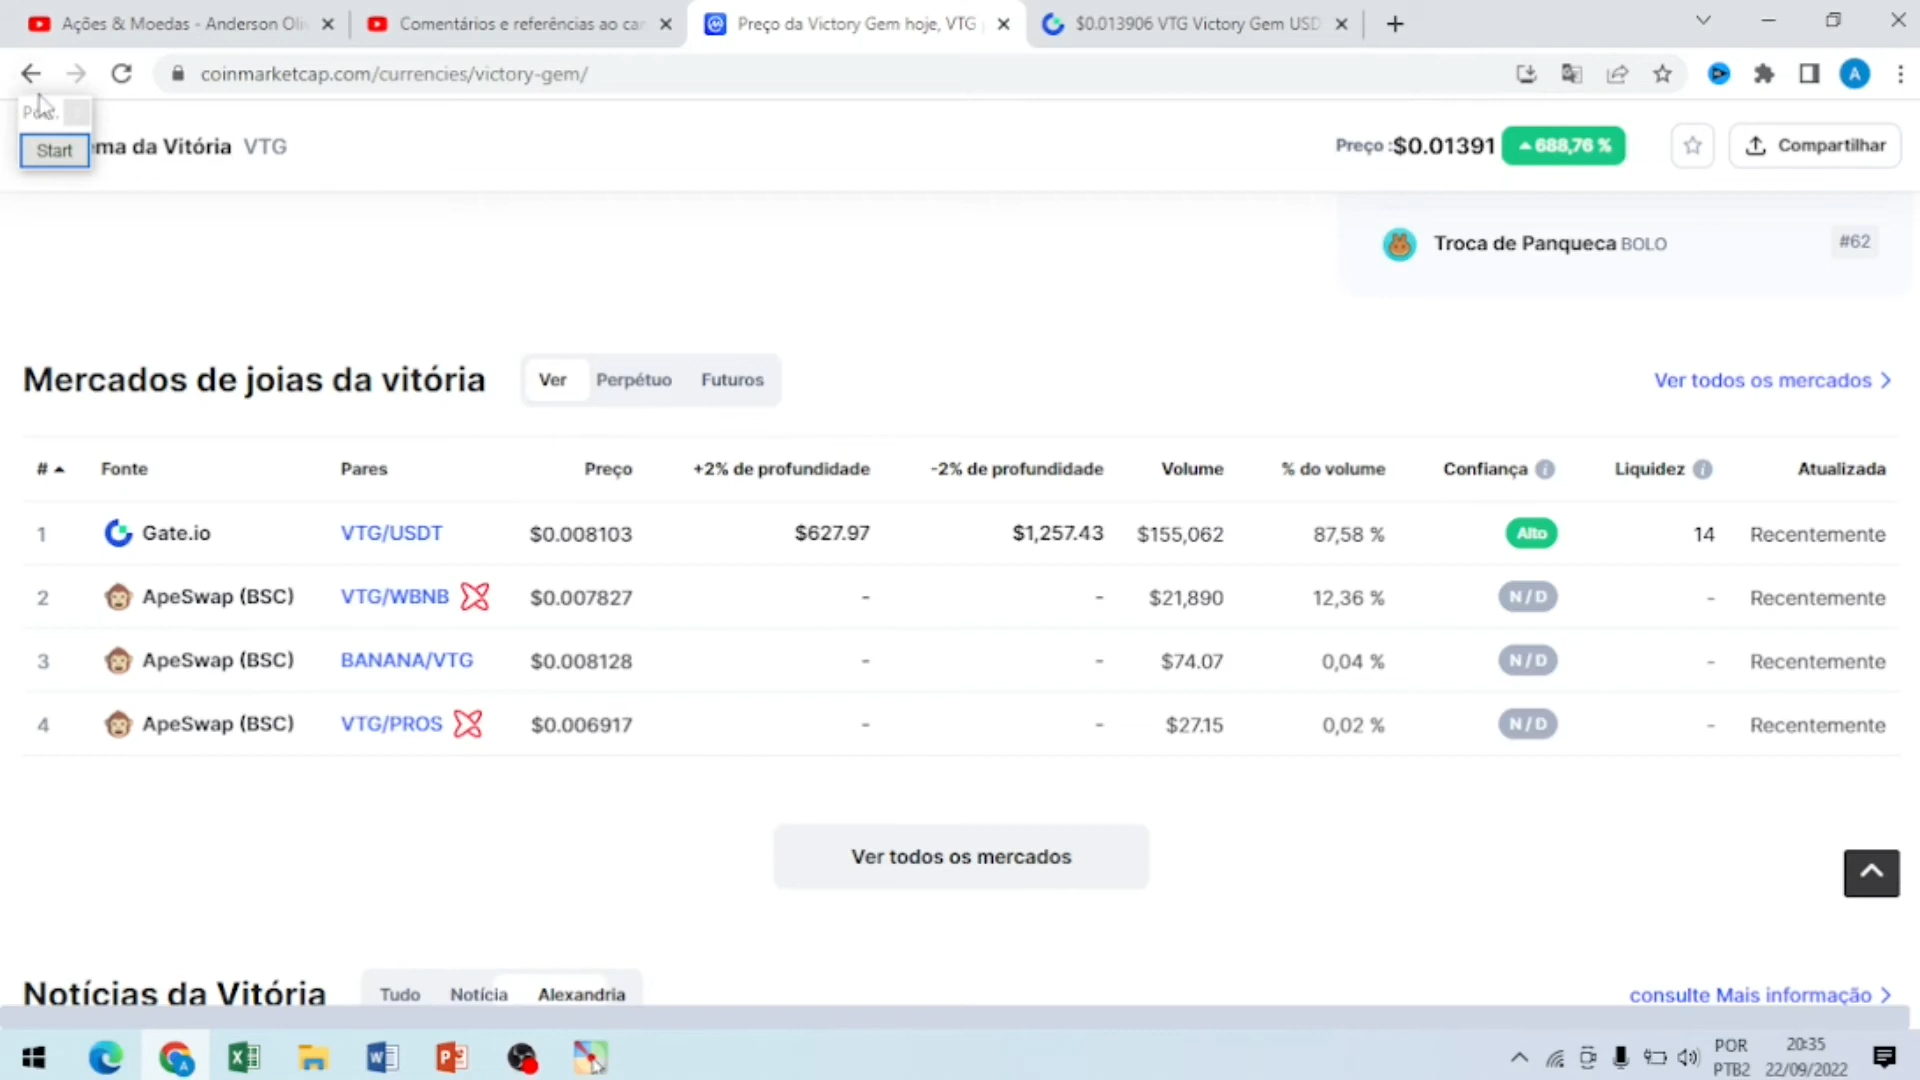 Ações & Moedas - Anderson Oli
Comentários e referências ao ca
Preço da Victory Gem hoje, VTG
$0.013906 VTG Victory Gem USD
coinmarketcap.com/currencies/victory-gem/
A
Start
ma da Vitória VTG
Preço :$0.01391
688,76 %
Compartilhar
Troca de Panqueca BOLO
#62
Mercados de joias da vitória
Ver Perpétuo Futuros
Ver todos os mercados
# Fonte Pares Preço +2% de profundidade -2% de profundidade Volume % do volume Confiança Liquidez Atualizada
1 Gate.io VTG/USDT $0.008103 $627.97 $1,257.43 $155,062 87,58 % Alto 14 Recentemente
2 ApeSwap (BSC) VTG/WBNB $0.007827 - - $21,890 12,36 % N / D - Recentemente
3 ApeSwap (BSC) BANANA/VTG $0.008128 - - $74.07 0,04 % N / D - Recentemente
4 ApeSwap (BSC) VTG/PROS $0.006917 - - $27.15 0,02 % N / D - Recentemente
Ver todos os mercados
Notícias da Vitória
Tudo Notícia Alexandria
consulte Mais informação
POR
PTB2
20:35
22/09/2022